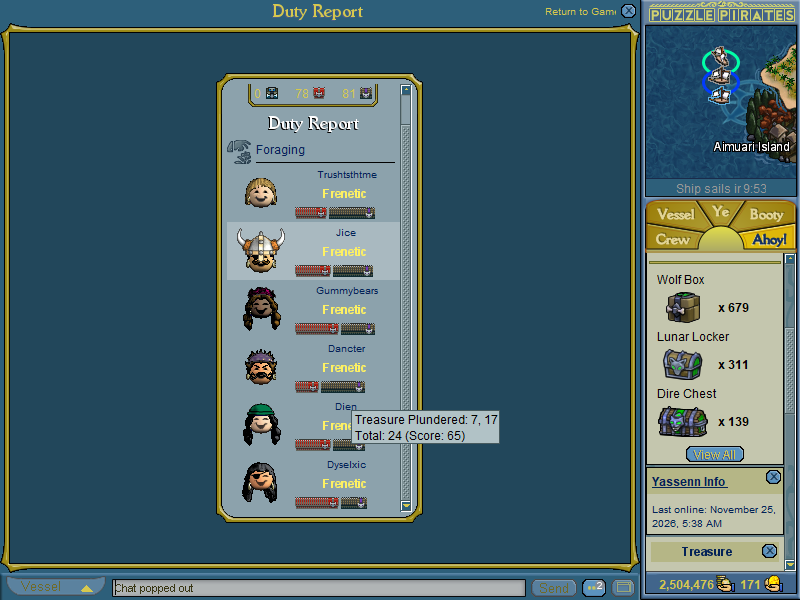 Duty Report
Return to Game
PUZZLE PIRATES
0 78 81
Duty Report
Foraging
Trushtsthtme
Frenetic
Jice
Frenetic
Gummybears
Frenetic
Dancter
Frenetic
Dien
Frene
Treasure Plundered: 7, 17
Total: 24 (Score: 65)
Dyselxic
Frenetic
Aimuari Island
Ship sails ir 9:53
Vessel
Ye
Booty
Crew
Ahoy!
Wolf Box
x 679
Lunar Locker
x 311
Dire Chest
x 139
View All
Yassenn Info
Last online: November 25,
2026, 5:38 AM
Treasure
2,504,476 171
Vessel
Chat popped out
Send
2